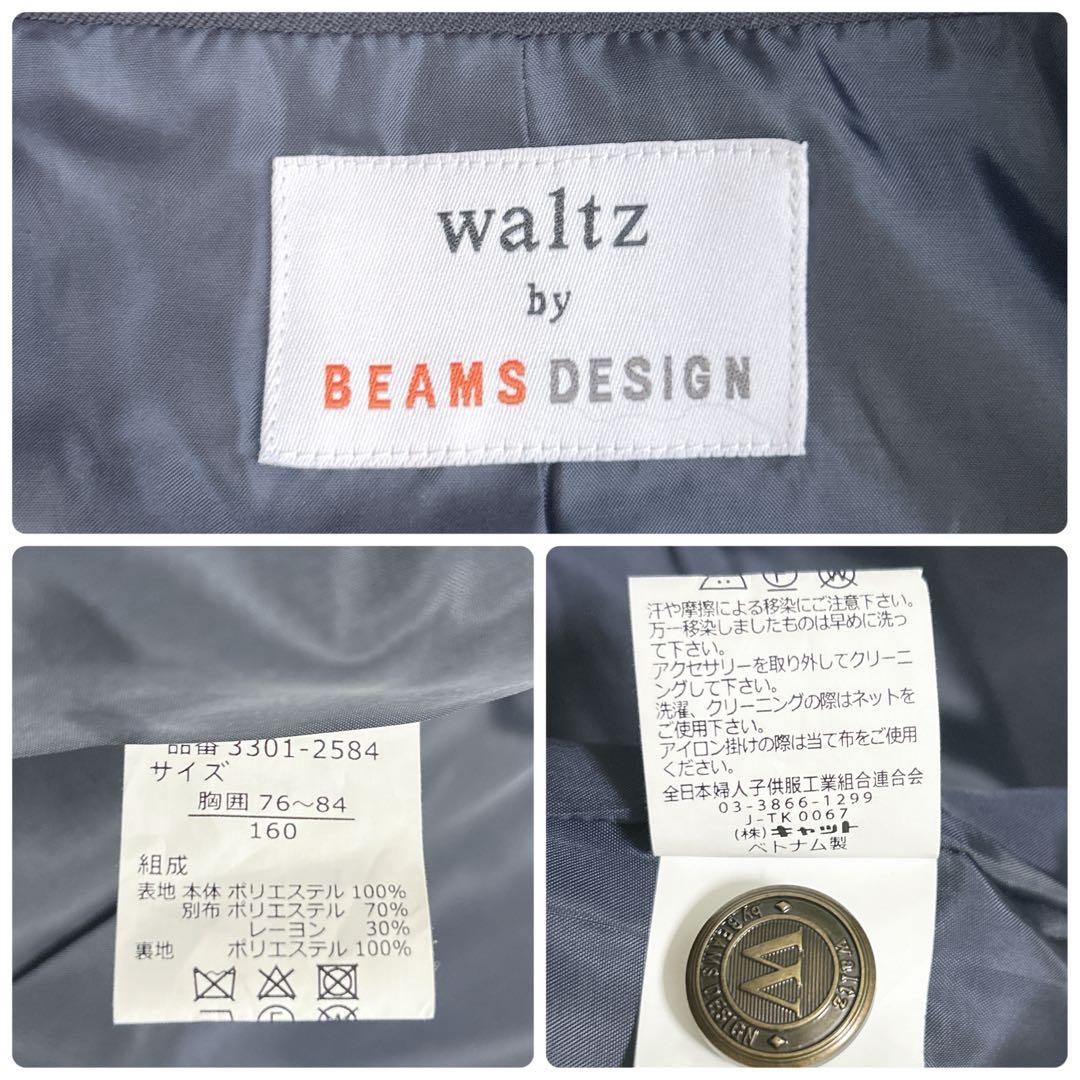 waltz
by
BEAMS DESIGN
品番 3301-2584
サイズ
胸囲 76～84
160
組成
表地 本体 ポリエステル 100%
別布 ポリエステル 70%
レーヨン 30%
裏地 ポリエステル 100%
汗や摩擦による移染にご注意下さい。
万一移染しましたものは早めに洗っ
て下さい。
アクセサリーを取り外してクリーニ
ングして下さい。
洗濯、クリーニングの際はネットを
ご使用下さい。
アイロン掛けの際は当て布をご使用
ください。
全日本婦人子供服工業組合連合会
03-3866-1299
J-TK0067
(株)キャット
ベトナム製
waltz
by BEAMS DESIGN
W